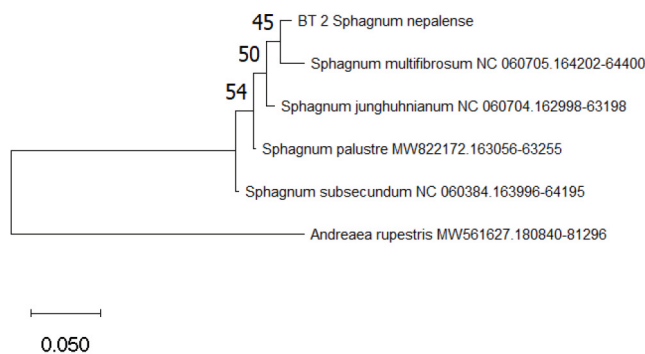 45
BT 2 Sphagnum nepalense
50
Sphagnum multifibrosum NC 060705.164202-64400
54
Sphagnum junghuhnianum NC 060704.162998-63198
Sphagnum palustre MW822172.163056-63255
Sphagnum subsecundum NC 060384.163996-64195
Andreaea rupestris MW561627.180840-81296
0.050